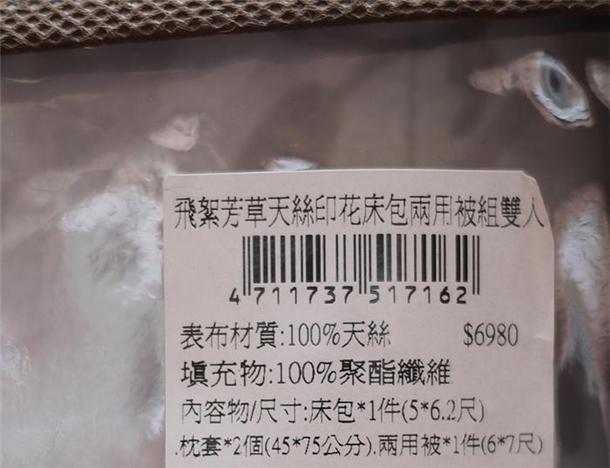 飛絮芳草天絲印花床包兩用被組雙人
4 711737 517162
表布材質:100%天絲 $6980
填充物:100%聚酯纖維
內容物/尺寸:床包*1件(5*6.2尺)
.枕套*2個(45*75公分).兩用被*1件(6*7尺)